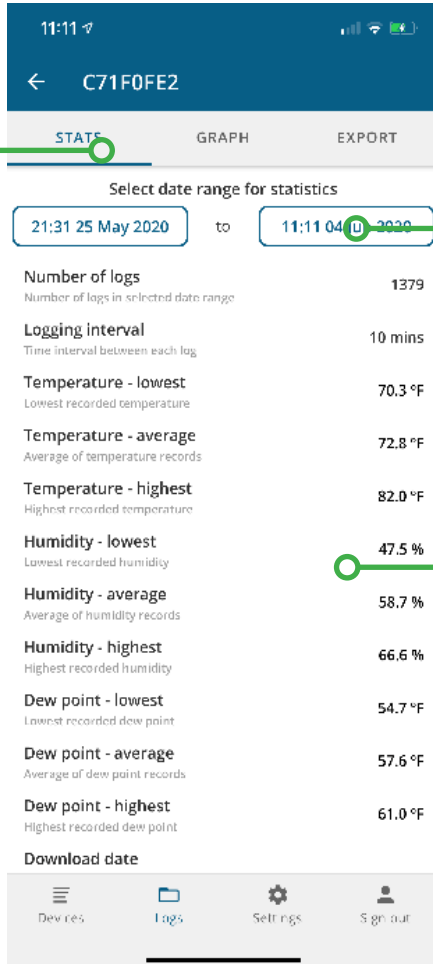 11:11
C71F0FE2
STATS GRAPH EXPORT
Select date range for statistics
21:31 25 May 2020 to 11:11 04 2020
Number of logs 1379
Number of logs in selected date range
Logging interval 10 mins
Time interval between each log
Temperature - lowest 70.3 °F
Lowest recorded temperature
Temperature - average 72.8 °F
Average of temperature records
Temperature - highest 82.0 °F
Highest recorded temperature
Humidity - lowest 47.5 %
Lowest recorded humidity
Humidity - average 58.7 %
Average of humidity records
Humidity - highest 66.6 %
Highest recorded humidity
Dew point - lowest 54.7 °F
Lowest recorded dew point
Dew point - average 57.6 °F
Average of dew point records
Dew point - highest 61.0 °F
Highest recorded dew point
Download date
Devices Logs Settings Sign out